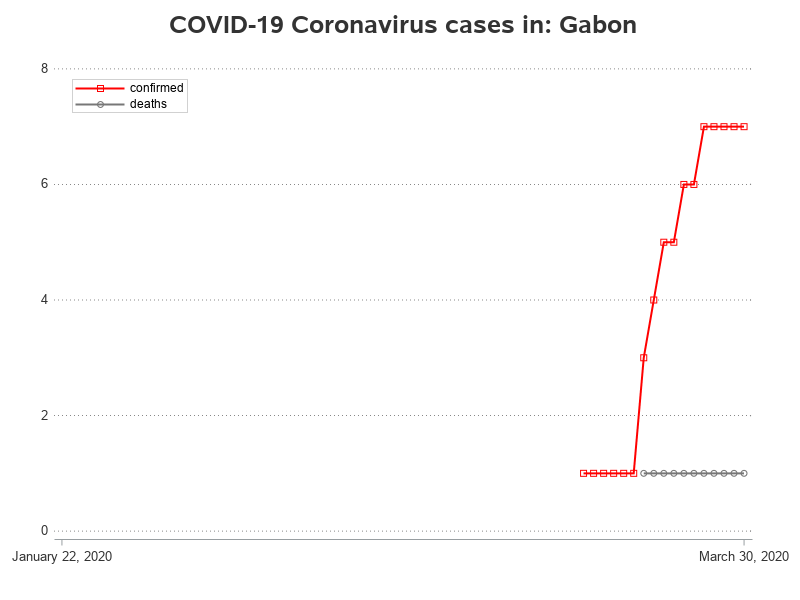 COVID-19 Coronavirus cases in: Gabon
8
confirmed
deaths
6
4
2
0
January 22, 2020
March 30, 2020